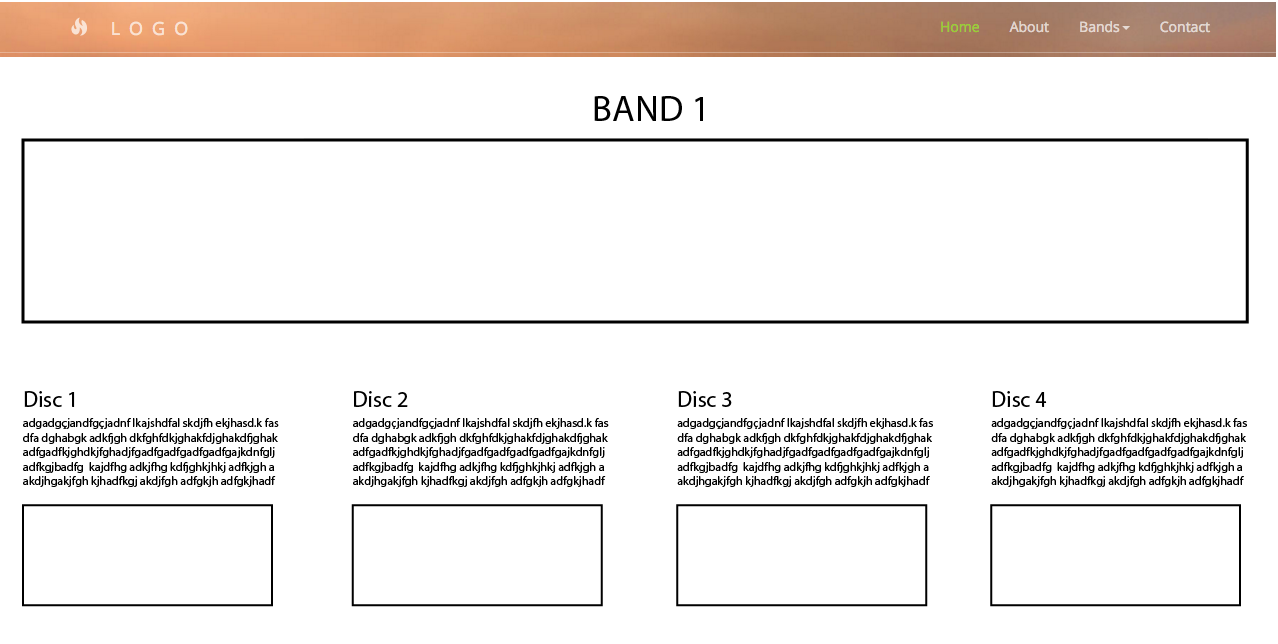 LOGO Home About Bands Contact
BAND 1
Disc 1 Disc 2 Disc 3 Disc 4
adgadgçjandfgçjadnf lkajshdfal skdjfh ekjhasd.k fas
dfa dghabgk adkfjgh dkfghfdkjghakfdjghakdfjghak
adfgadfkjghdkjfghadjfgadfgadfgadfgadfgajkdnfglj
adfkgjbadfg kajdfhg adkjfhg kdfjghkjhkj adfkjgh a
akdjhgakjfgh kjhadfkgj akdjfgh adfgkjh adfgkjhadf
adgadgçjandfgçjadnf lkajshdfal skdjfh ekjhasd.k fas
dfa dghabgk adkfjgh dkfghfdkjghakfdjghakdfjghak
adfgadfkjghdkjfghadjfgadfgadfgadfgadfgajkdnfglj
adfkgjbadfg kajdfhg adkjfhg kdfjghkjhkj adfkjgh a
akdjhgakjfgh kjhadfkgj akdjfgh adfgkjh adfgkjhadf
adgadgçjandfgçjadnf lkajshdfal skdjfh ekjhasd.k fas
dfa dghabgk adkfjgh dkfghfdkjghakfdjghakdfjghak
adfgadfkjghdkjfghadjfgadfgadfgadfgadfgajkdnfglj
adfkgjbadfg kajdfhg adkjfhg kdfjghkjhkj adfkjgh a
akdjhgakjfgh kjhadfkgj akdjfgh adfgkjh adfgkjhadf
adgadgçjandfgçjadnf lkajshdfal skdjfh ekjhasd.k fas
dfa dghabgk adkfjgh dkfghfdkjghakfdjghakdfjghak
adfgadfkjghdkjfghadjfgadfgadfgadfgadfgajkdnfglj
adfkgjbadfg kajdfhg adkjfhg kdfjghkjhkj adfkjgh a
akdjhgakjfgh kjhadfkgj akdjfgh adfgkjh adfgkjhadf